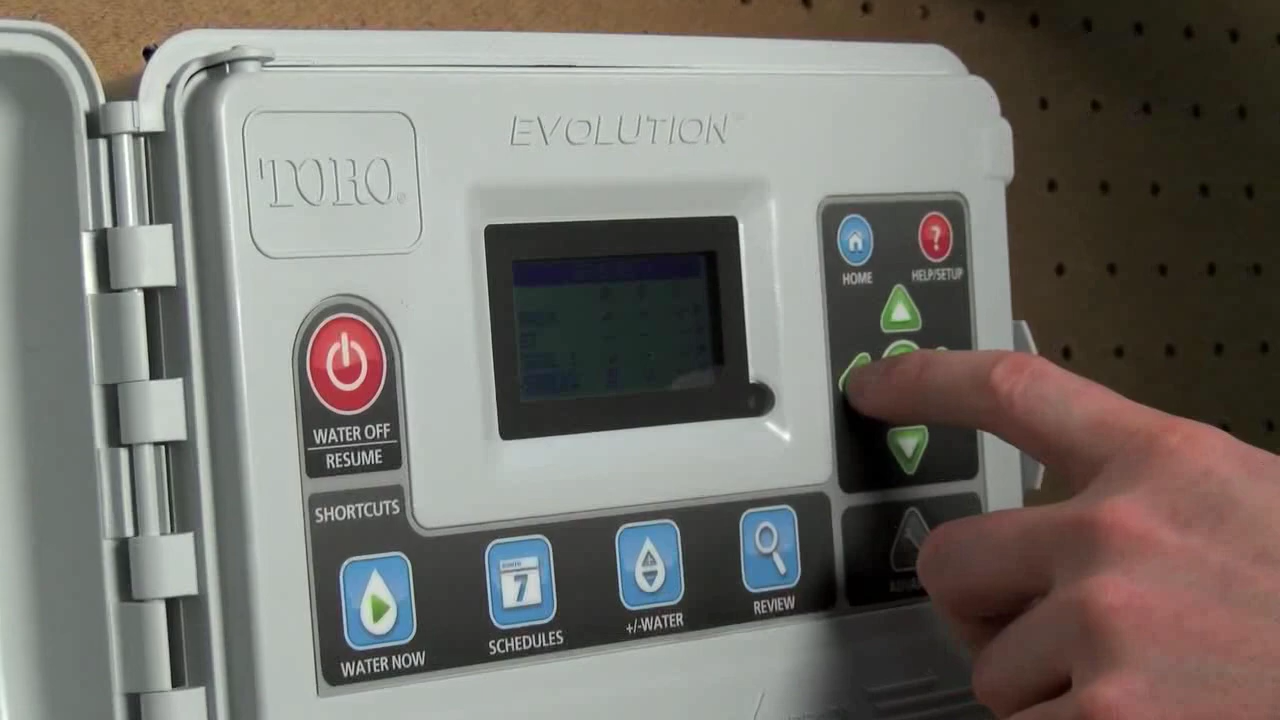 EVOLUTION
TORO
HOME
HELP/SETUP
WATER OFF
RESUME
SHORTCUTS
7
WATER NOW
SCHEDULES
+/-WATER
REVIEW